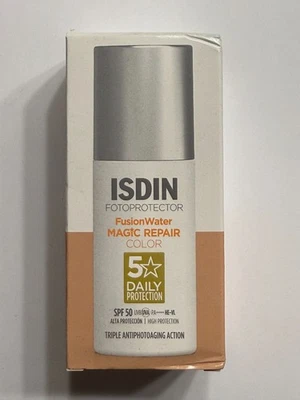 ISDIN
FOTOPROTECTOR
FusionWater
MAGIC REPAIR
COLOR
5☆
DAILY
PROTECTION
SPF 50
ALTA PROTECCIÓN | HIGH PROTECTION
TRIPLE ANTIPHOTOAGING ACTION